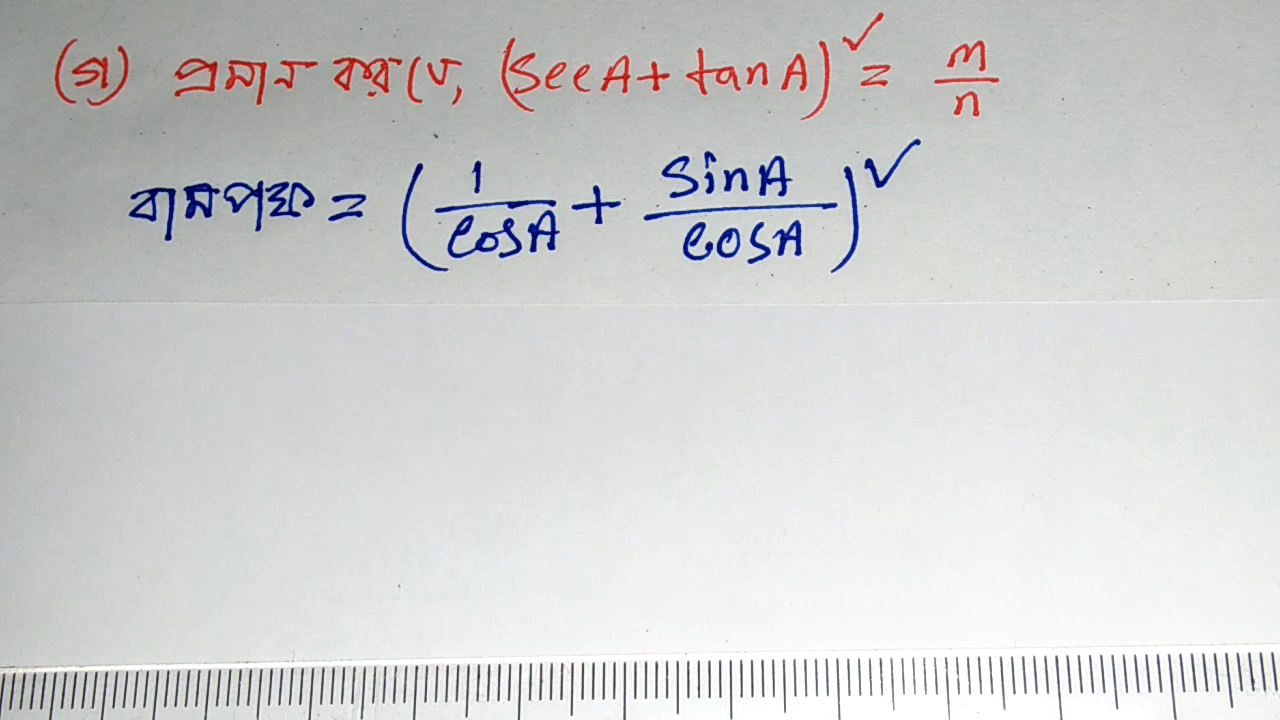 (গ) প্রমান কর যে, (secA + tanA)² = m/n
বামপক্ষ = (1/cosA + sinA/cosA)²